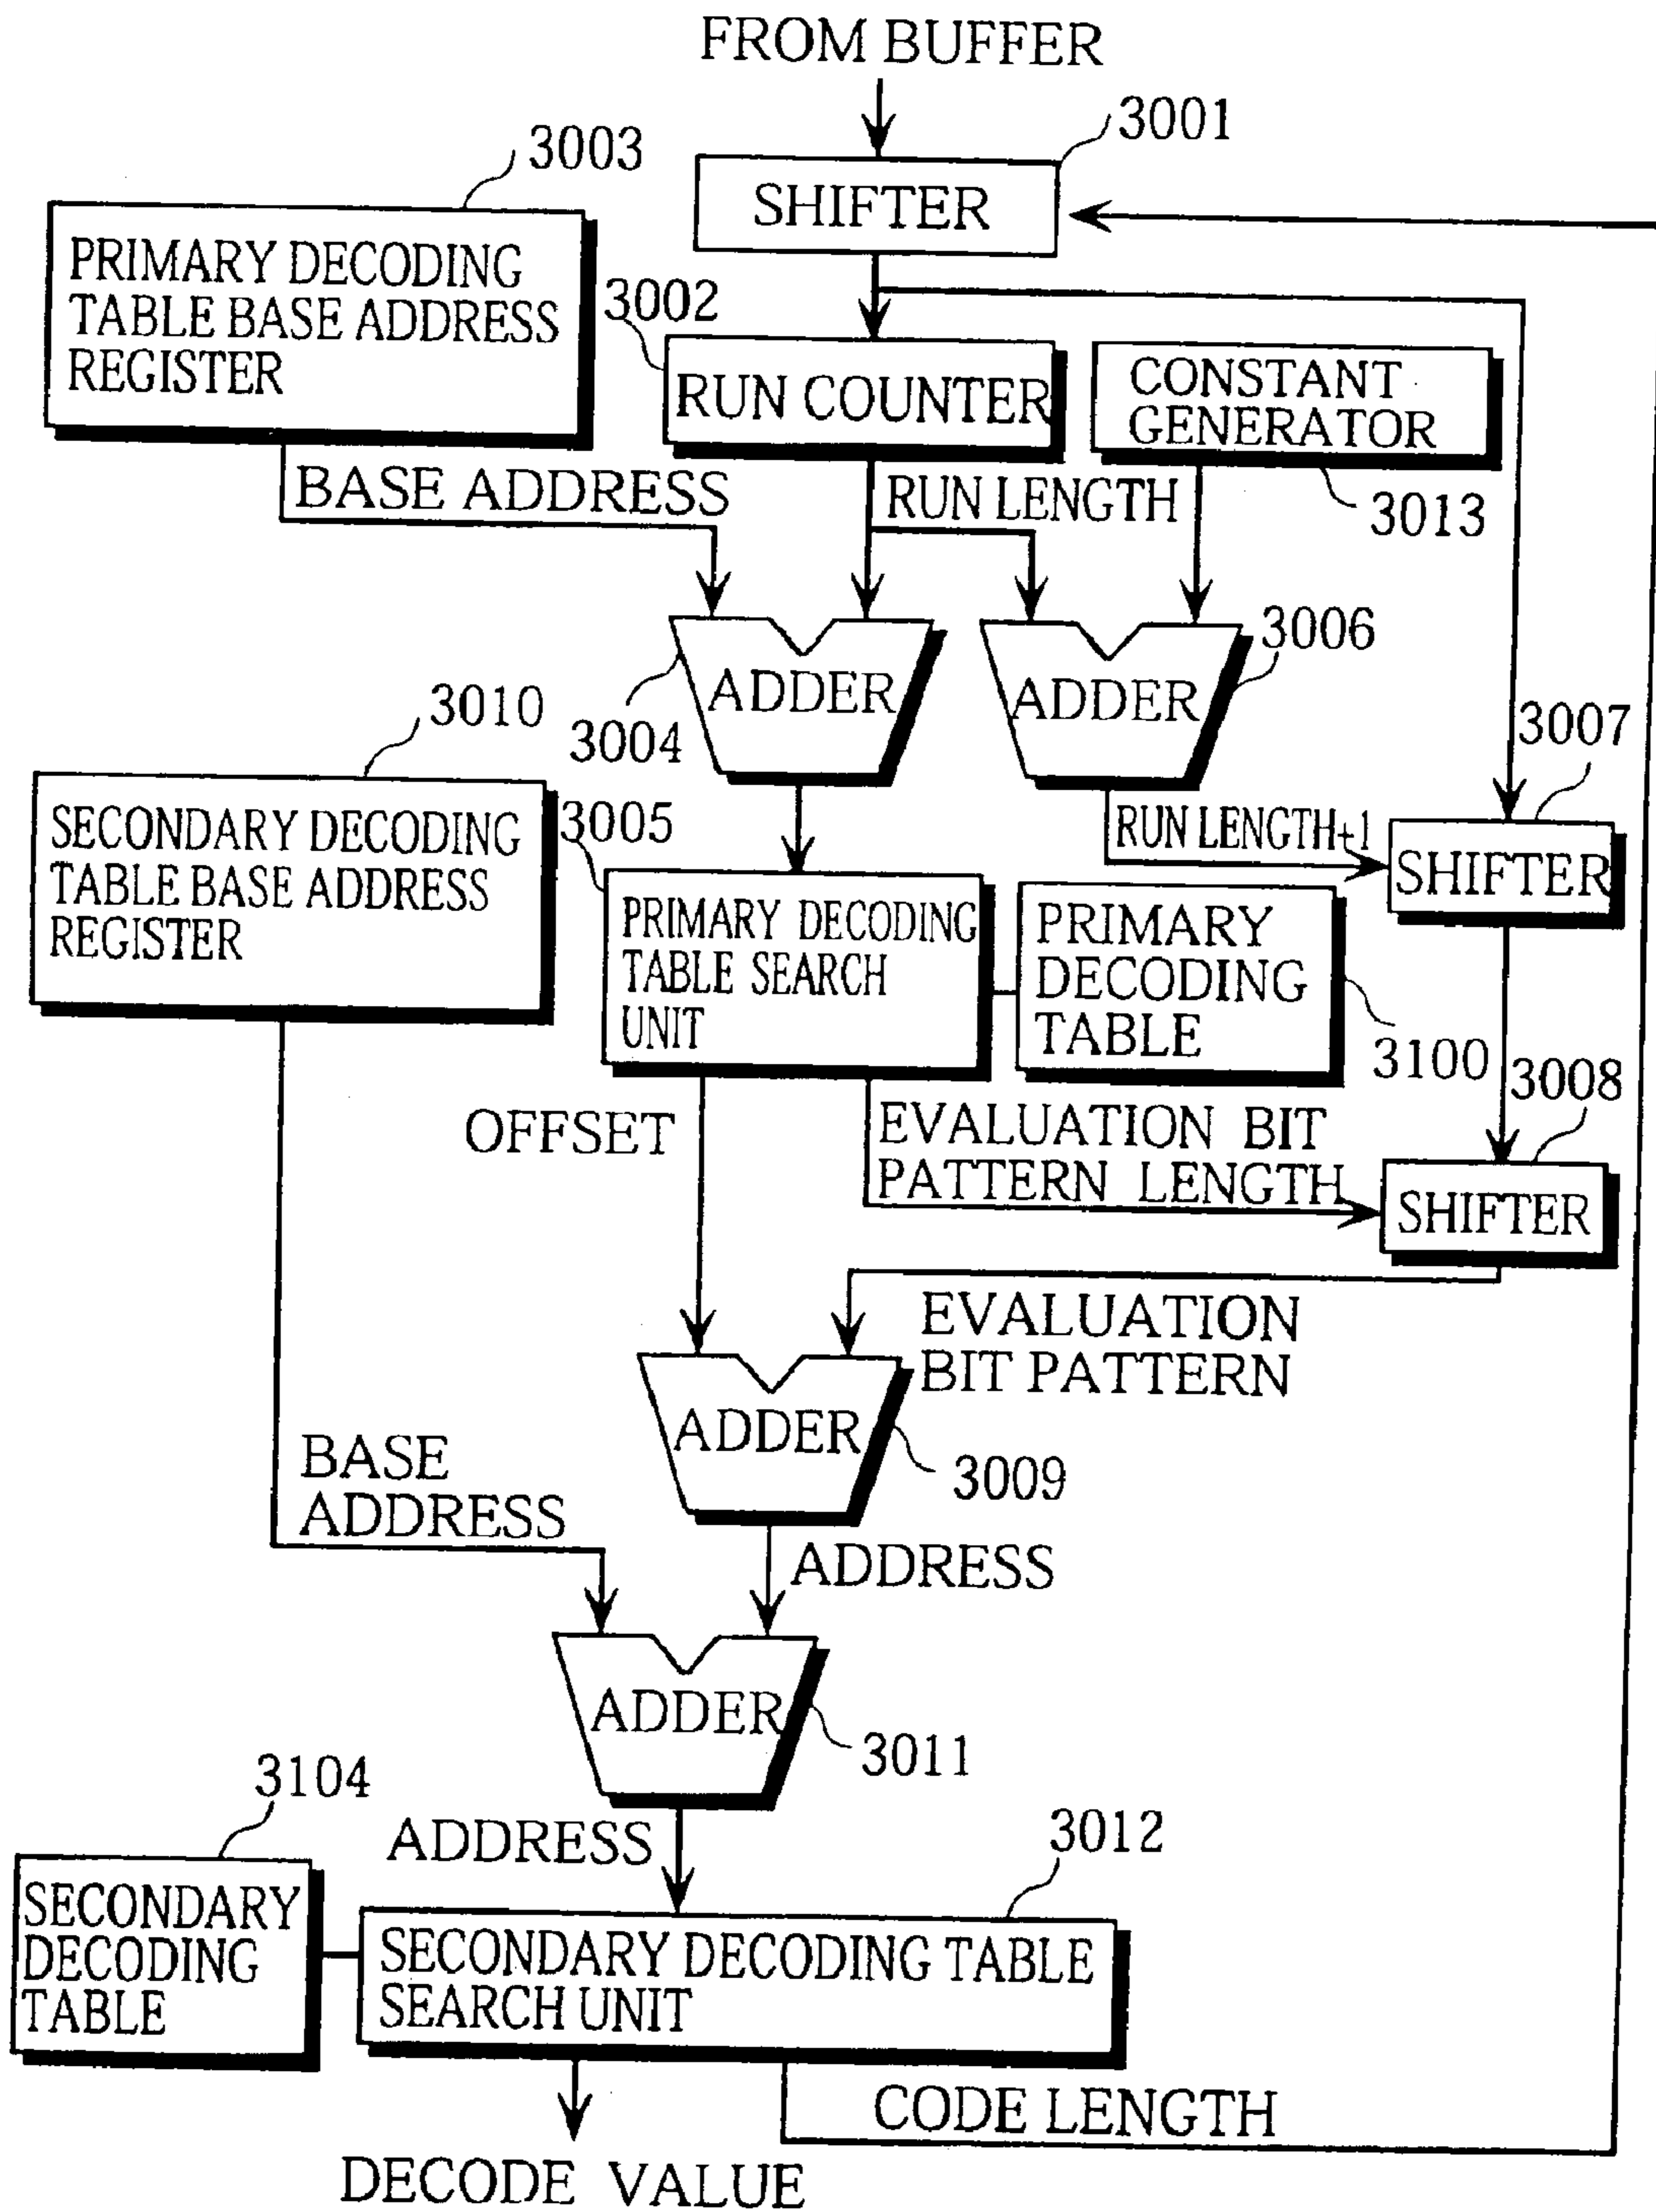 FROM BUFFER
3001
3003
SHIFTER
PRIMARY DECODING
TABLE BASE ADDRESS
REGISTER
3002
RUN COUNTER
CONSTANT
GENERATOR
BASE ADDRESS
RUN LENGTH
3013
ADDER
3004
ADDER
3006
3010
3007
SECONDARY DECODING
TABLE BASE ADDRESS
REGISTER
3005
RUN LENGTH+1
SHIFTER
PRIMARY DECODING
TABLE SEARCH
UNIT
PRIMARY
DECODING
TABLE
3100
3008
OFFSET
EVALUATION BIT
PATTERN LENGTH
SHIFTER
EVALUATION
BIT PATTERN
ADDER
3009
BASE
ADDRESS
ADDRESS
ADDER
3011
3104
ADDRESS
3012
SECONDARY
DECODING
TABLE
SECONDARY DECODING TABLE
SEARCH UNIT
CODE LENGTH
DECODE VALUE